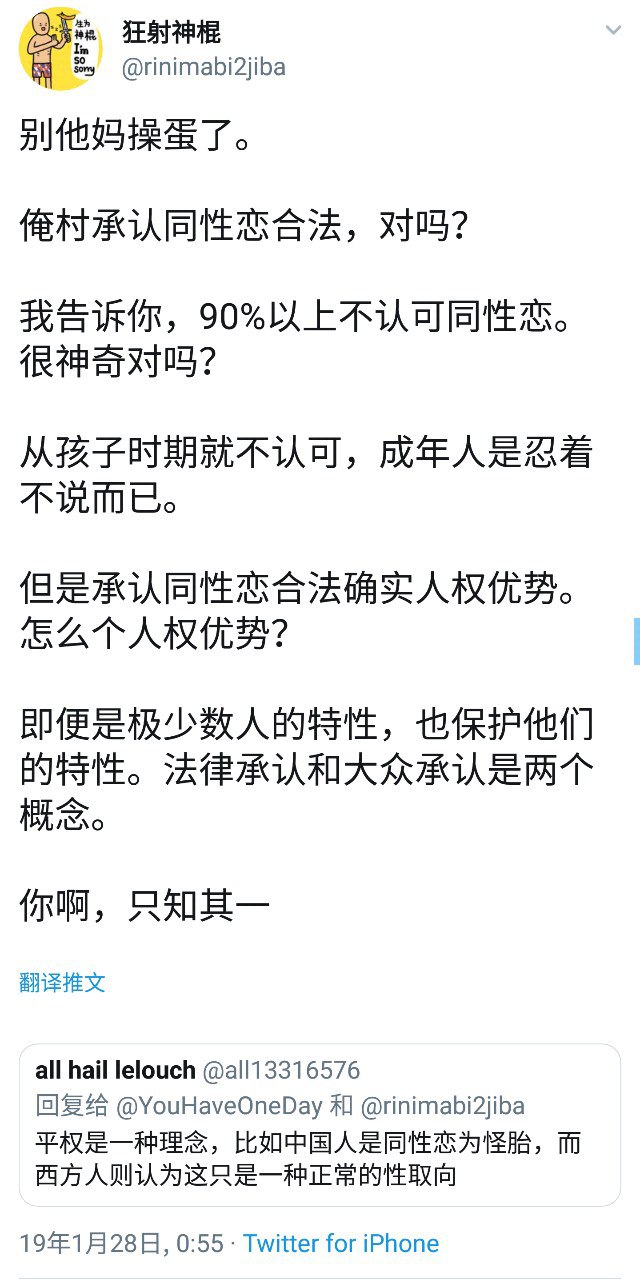 生为
神棍
I'm
so
sorry
狂射神棍
@rinimabi2jiba
别他妈操蛋了。
俺村承认同性恋合法，对吗？
我告诉你，90%以上不认可同性恋。
很神奇对吗？
从孩子时期就不认可，成年人是忍着
不说而已。
但是承认同性恋合法确实人权优势。
怎么个人权优势？
即便是极少数人的特性，也保护他们
的特性。法律承认和大众承认是两个
概念。
你啊，只知其一
翻译推文
all hail lelouch @all13316576
回复给 @YouHaveOneDay 和 @rinimabi2jiba
平权是一种理念，比如中国人是同性恋为怪胎，而
西方人则认为这只是一种正常的性取向
19年1月28日, 0:55 · Twitter for iPhone